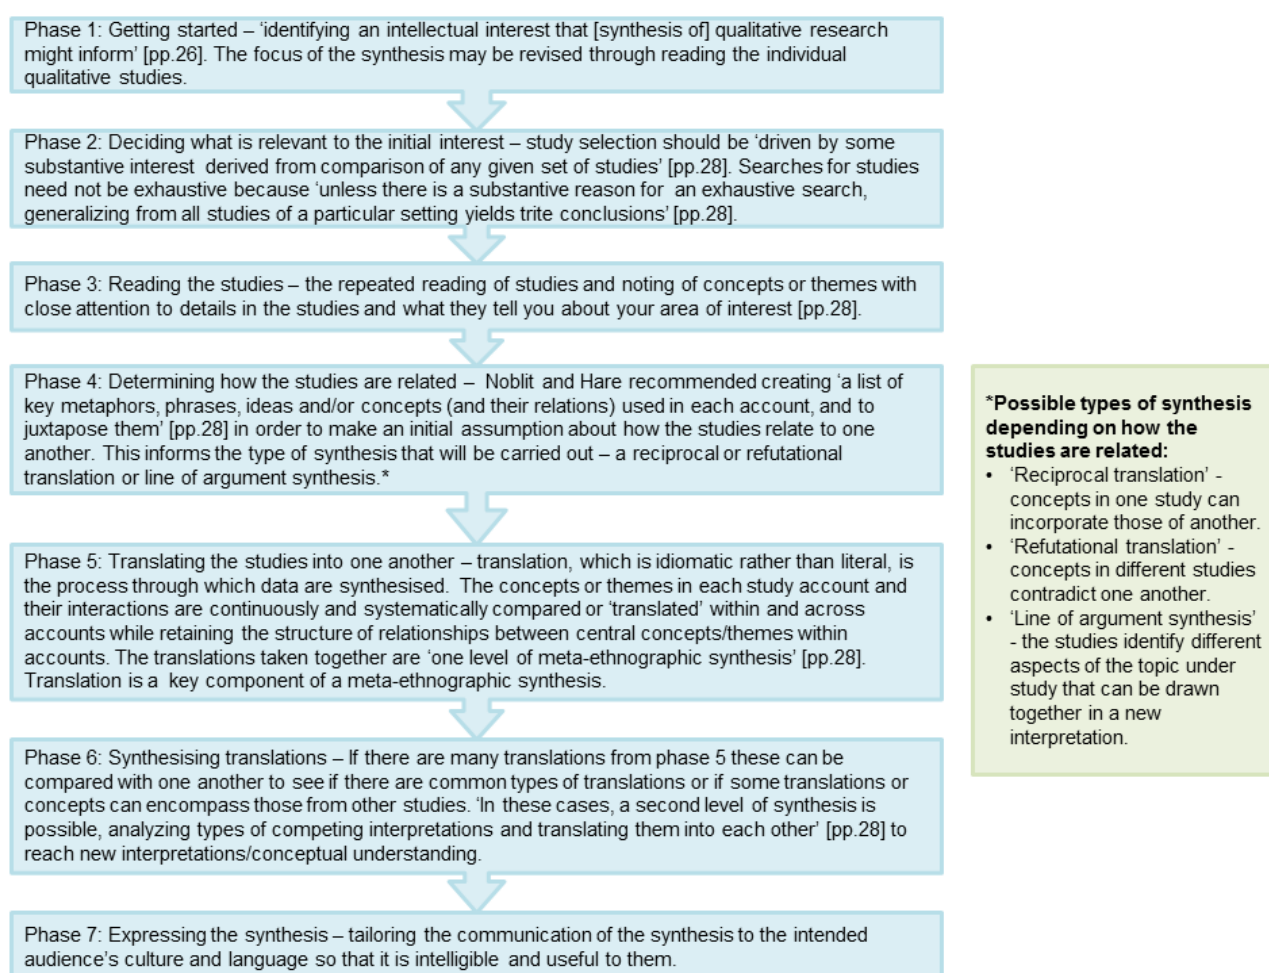 Phase 1: Getting started – ‘identifying an intellectual interest that [synthesis of] qualitative research
might inform’ [pp.26]. The focus of the synthesis may be revised through reading the individual
qualitative studies.
Phase 2: Deciding what is relevant to the initial interest – study selection should be ‘driven by some
substantive interest derived from comparison of any given set of studies’ [pp.28]. Searches for studies
need not be exhaustive because ‘unless there is a substantive reason for an exhaustive search,
generalizing from all studies of a particular setting yields trite conclusions’ [pp.28].
Phase 3: Reading the studies – the repeated reading of studies and noting of concepts or themes with
close attention to details in the studies and what they tell you about your area of interest [pp.28].
Phase 4: Determining how the studies are related – Noblit and Hare recommended creating ‘a list of
key metaphors, phrases, ideas and/or concepts (and their relations) used in each account, and to
juxtapose them’ [pp.28] in order to make an initial assumption about how the studies relate to one
another. This informs the type of synthesis that will be carried out – a reciprocal or refutational
translation or line of argument synthesis.*
*Possible types of synthesis
depending on how the
studies are related:
• ‘Reciprocal translation’ -
concepts in one study can
incorporate those of another.
• ‘Refutational translation’ -
concepts in different studies
contradict one another.
• ‘Line of argument synthesis’
- the studies identify different
aspects of the topic under
study that can be drawn
together in a new
interpretation.
Phase 5: Translating the studies into one another – translation, which is idiomatic rather than literal, is
the process through which data are synthesised. The concepts or themes in each study account and
their interactions are continuously and systematically compared or ‘translated’ within and across
accounts while retaining the structure of relationships between central concepts/themes within
accounts. The translations taken together are ‘one level of meta-ethnographic synthesis’ [pp.28].
Translation is a key component of a meta-ethnographic synthesis.
Phase 6: Synthesising translations – If there are many translations from phase 5 these can be
compared with one another to see if there are common types of translations or if some translations or
concepts can encompass those from other studies. ‘In these cases, a second level of synthesis is
possible, analyzing types of competing interpretations and translating them into each other’ [pp.28] to
reach new interpretations/conceptual understanding.
Phase 7: Expressing the synthesis – tailoring the communication of the synthesis to the intended
audience’s culture and language so that it is intelligible and useful to them.